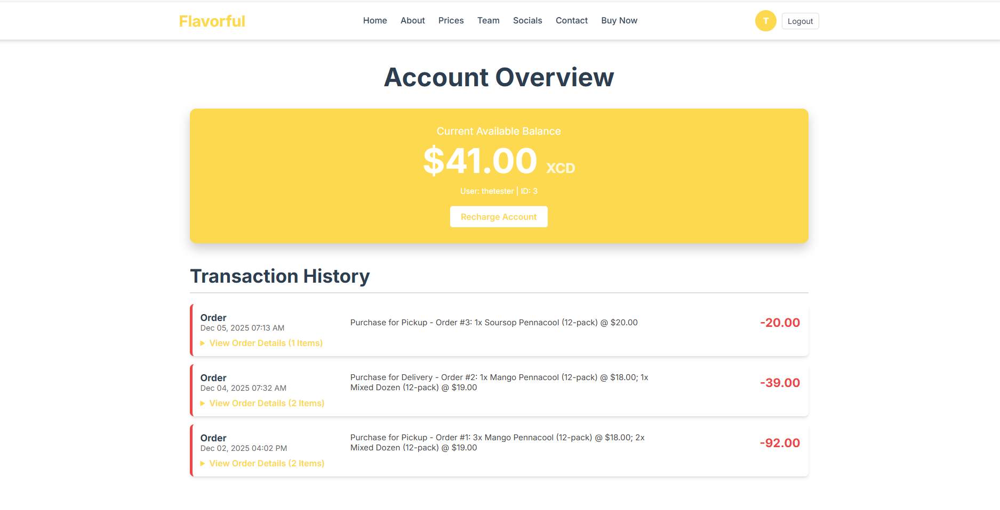 Flavorful
Home About Prices Team Socials Contact Buy Now
T Logout
Account Overview
Current Available Balance
$41.00 XCD
User: thetester | ID: 3
Recharge Account
Transaction History
Order
Dec 05, 2025 07:13 AM
View Order Details (1 Items)
Purchase for Pickup - Order #3: 1x Soursop Pennacool (12-pack) @ $20.00
-20.00
Order
Dec 04, 2025 07:32 AM
View Order Details (2 Items)
Purchase for Delivery - Order #2: 1x Mango Pennacool (12-pack) @ $18.00; 1x
Mixed Dozen (12-pack) @ $19.00
-39.00
Order
Dec 02, 2025 04:02 PM
View Order Details (2 Items)
Purchase for Pickup - Order #1: 3x Mango Pennacool (12-pack) @ $18.00; 2x
Mixed Dozen (12-pack) @ $19.00
-92.00